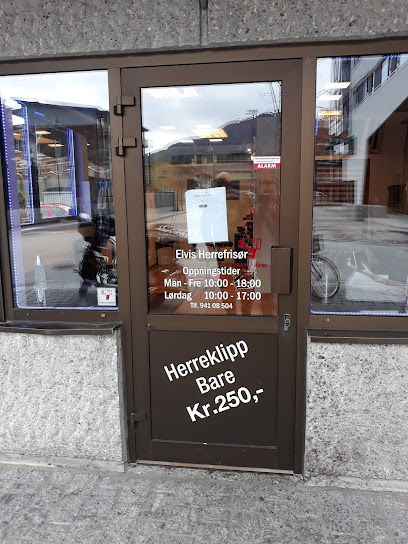 ALARM
Elvis Herrefrisør
Oppningstider
Man - Fre 10:00 - 18:00
Lørdag 10:00 - 17:00
Tlf. 941 08 504
Herreklipp
Bare
Kr.250,-